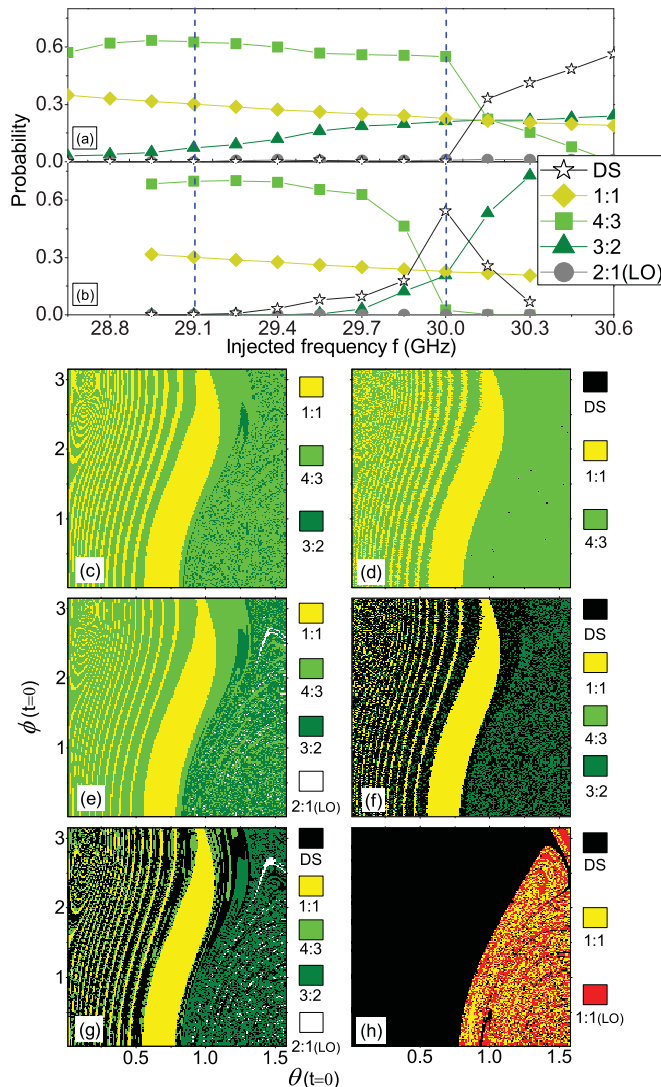 0.6
0.3
(a)
0.0
Probability
0.6
0.3
(b)
0.0
DS
1:1
4:3
3:2
2:1(LO)
28.8 29.1 29.4 29.7 30.0 30.3 30.6
Injected frequency f (GHz)
3
2
1
(c)
1:1
4:3
3:2
(d)
DS
1:1
4:3
ϕ(t=0)
3
2
1
(e)
1:1
4:3
3:2
2:1(LO)
(f)
DS
1:1
4:3
3:2
3
2
1
(g)
DS
1:1
4:3
3:2
2:1(LO)
(h)
DS
1:1
1:1(LO)
0.5 1.0 1.5
0.5 1.0 1.5
θ(t=0)